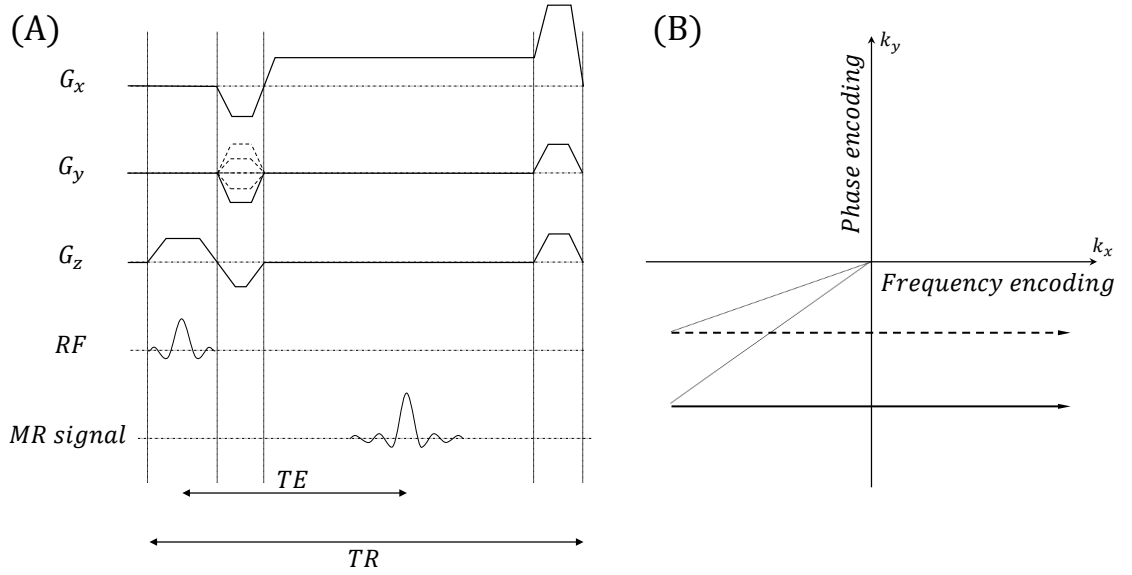 (A)
G_x
G_y
G_z
RF
MR signal
TE
TR
(B)
k_y
Phase encoding
k_x
Frequency encoding